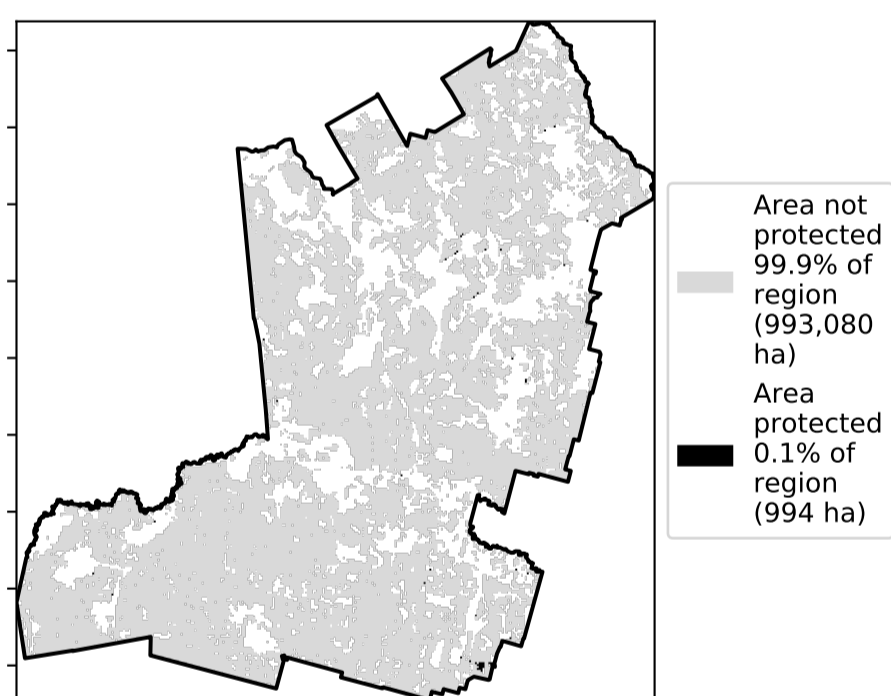 Area not
protected
99.9% of
region
(993,080
ha)
Area
protected
0.1% of
region
(994 ha)